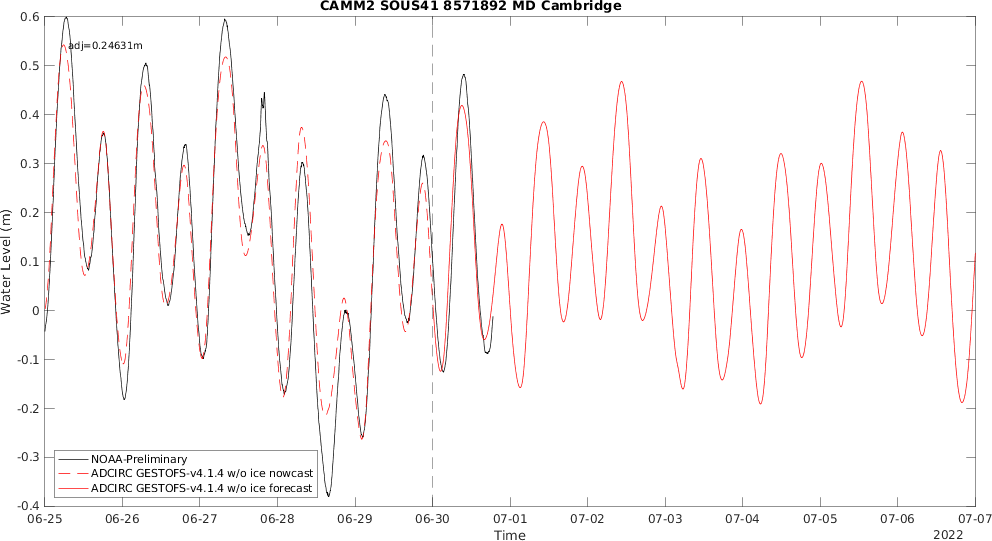 CAMM2 SOUS41 8571892 MD Cambridge
adj=0.24631m
Water Level (m)
0.6
0.5
0.4
0.3
0.2
0.1
0
-0.1
-0.2
-0.3
-0.4
NOAA-Preliminary
ADCIRC GESTOFS-v4.1.4 w/o ice nowcast
ADCIRC GESTOFS-v4.1.4 w/o ice forecast
06-25 06-26 06-27 06-28 06-29 06-30 07-01 07-02 07-03 07-04 07-05 07-06 07-07
Time
2022